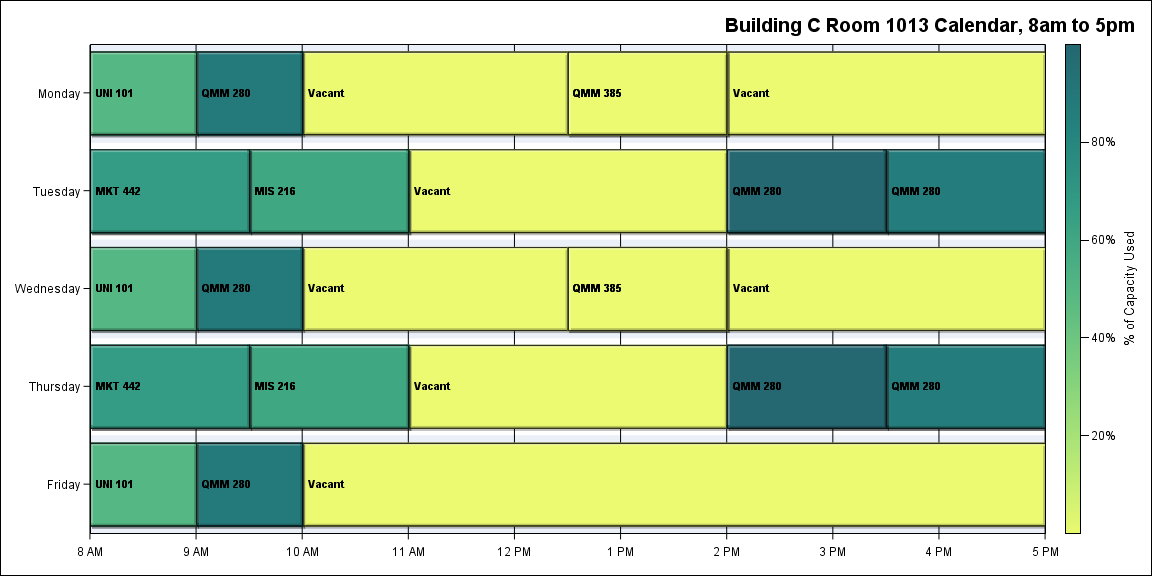 Building C Room 1013 Calendar, 8am to 5pm
Monday
UNI 101
QMM 280
Vacant
QMM 385
Vacant
Tuesday
MKT 442
MIS 216
Vacant
QMM 280
QMM 280
Wednesday
UNI 101
QMM 280
Vacant
QMM 385
Vacant
Thursday
MKT 442
MIS 216
Vacant
QMM 280
QMM 280
Friday
UNI 101
QMM 280
Vacant
8 AM
9 AM
10 AM
11 AM
12 PM
1 PM
2 PM
3 PM
4 PM
5 PM
80%
60%
40%
20%
% of Capacity Used